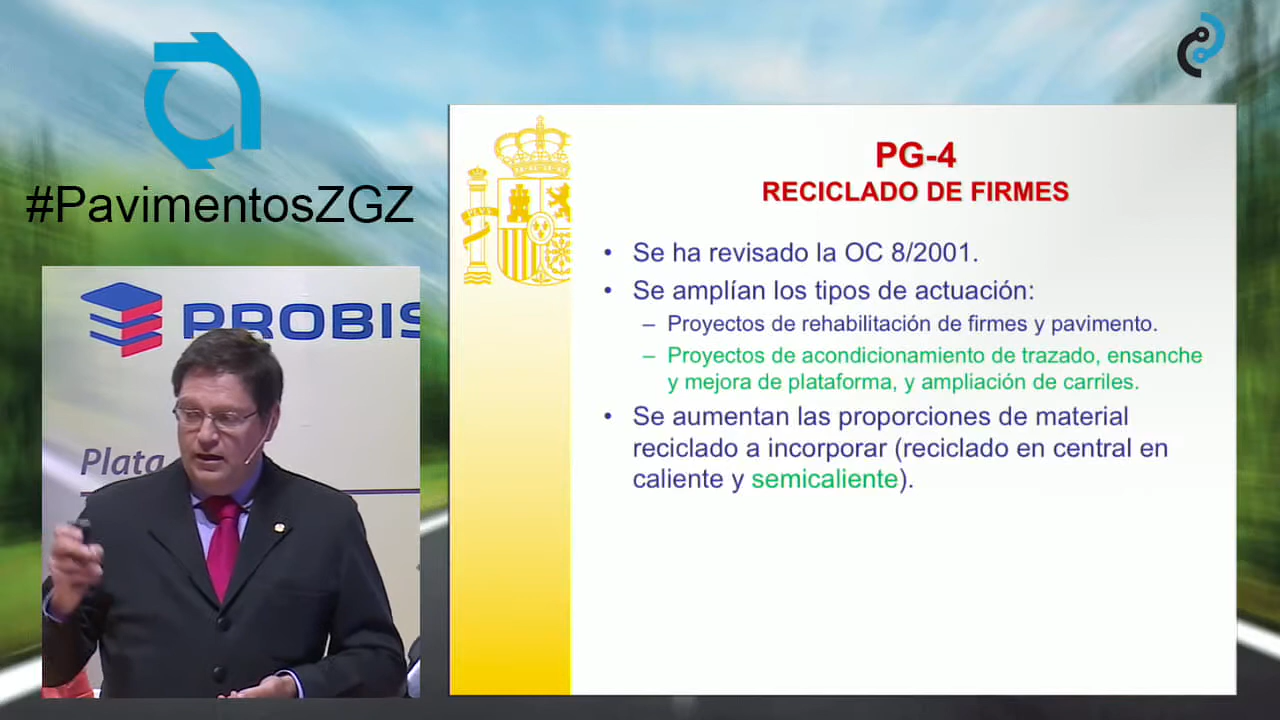 #PavimentosZGZ
PROBIS
Plata
PLVS
PG-4
RECICLADO DE FIRMES
• Se ha revisado la OC 8/2001.
• Se amplían los tipos de actuación:
– Proyectos de rehabilitación de firmes y pavimento.
– Proyectos de acondicionamiento de trazado, ensanche
y mejora de plataforma, y ampliación de carriles.
• Se aumentan las proporciones de material
reciclado a incorporar (reciclado en central en
caliente y semicaliente).